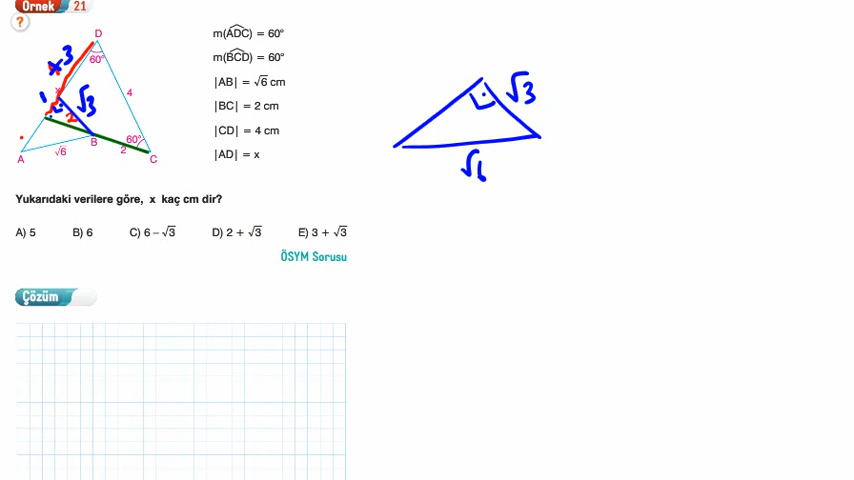 Örnek 21
?
D
60°
x 3
4
1
√3
2
60°
B
2
√6
A
C
m(ADC) = 60°
m(BCD) = 60°
|AB| = √6 cm
|BC| = 2 cm
|CD| = 4 cm
|AD| = x
√3
√6
Yukarıdaki verilere göre, x kaç cm dir?
A) 5 B) 6 C) 6 – √3 D) 2 + √3 E) 3 + √3
ÖSYM Sorusu
Çözüm